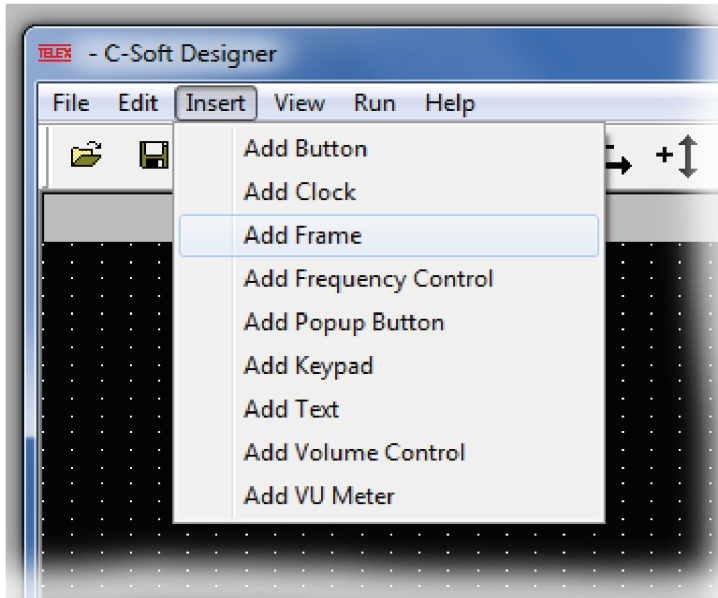 TELEX - C-Soft Designer
File Edit Insert View Run Help
Add Button
Add Clock
Add Frame
Add Frequency Control
Add Popup Button
Add Keypad
Add Text
Add Volume Control
Add VU Meter